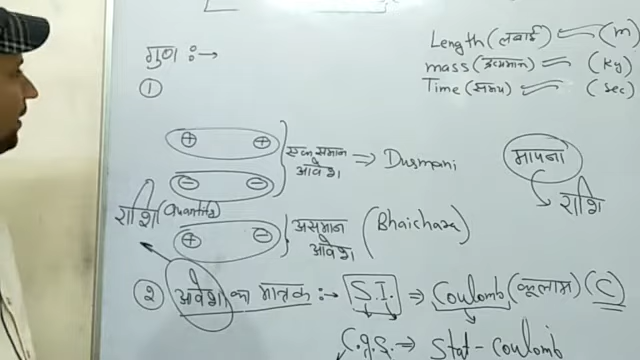 गुण :→
①
Length (लंबाई) (m)
mass (द्रव्यमान) (kg)
Time (समय) (sec)
⊕ ⊕
⊖ ⊖
एक समान आवेश ⇒ Dusmani
मापना
राशि
राशि (Quantity)
⊕ ⊖
असमान आवेश (Bhaichara)
② आवेश का मात्रक :→ S.I. ⇒ Coulomb (कूलाम) (C)
C.g.s. → Stat-Coulomb